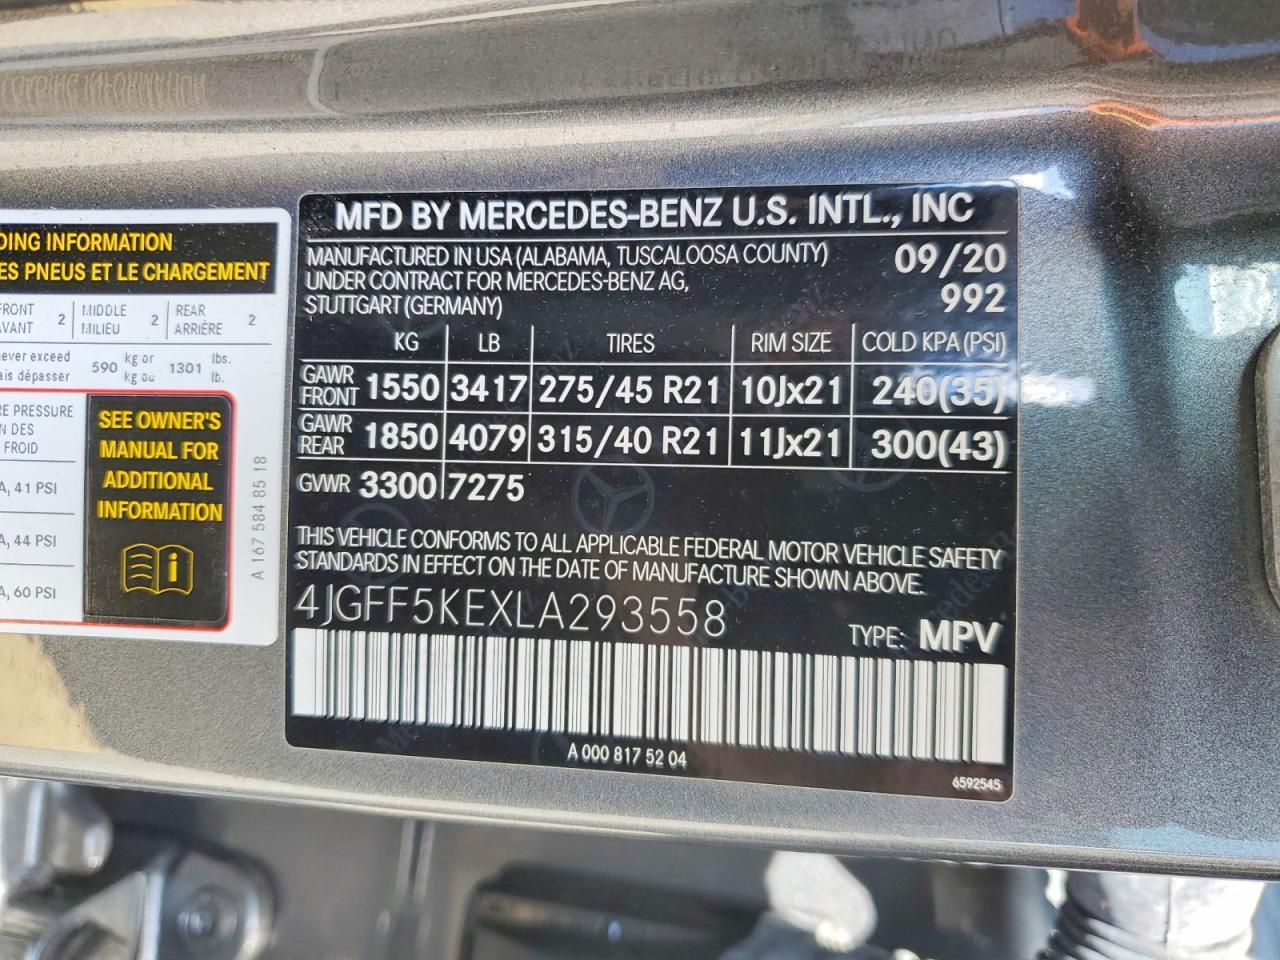 DING INFORMATION
ES PNEUS ET LE CHARGEMENT
FRONT 2 MIDDLE 2 REAR 2
AVANT MILIEU ARRIÈRE
never exceed 590 kg or 1301 lbs.
ais dépasser kg ou lb.
RE PRESSURE
N DES
FROID
A, 41 PSI
A, 44 PSI
A, 60 PSI
SEE OWNER'S
MANUAL FOR
ADDITIONAL
INFORMATION
A 167 584 85 18
MFD BY MERCEDES-BENZ U.S. INTL., INC
MANUFACTURED IN USA (ALABAMA, TUSCALOOSA COUNTY) 09/20
UNDER CONTRACT FOR MERCEDES-BENZ AG, 992
STUTTGART (GERMANY)
KG LB TIRES RIM SIZE COLD KPA (PSI)
GAWR FRONT 1550 3417 275/45 R21 10Jx21 240(35)
GAWR REAR 1850 4079 315/40 R21 11Jx21 300(43)
GVWR 3300 7275
THIS VEHICLE CONFORMS TO ALL APPLICABLE FEDERAL MOTOR VEHICLE SAFETY
STANDARDS IN EFFECT ON THE DATE OF MANUFACTURE SHOWN ABOVE.
4JGFF5KEXLA293558
TYPE: MPV
A 000 817 52 04
6592545